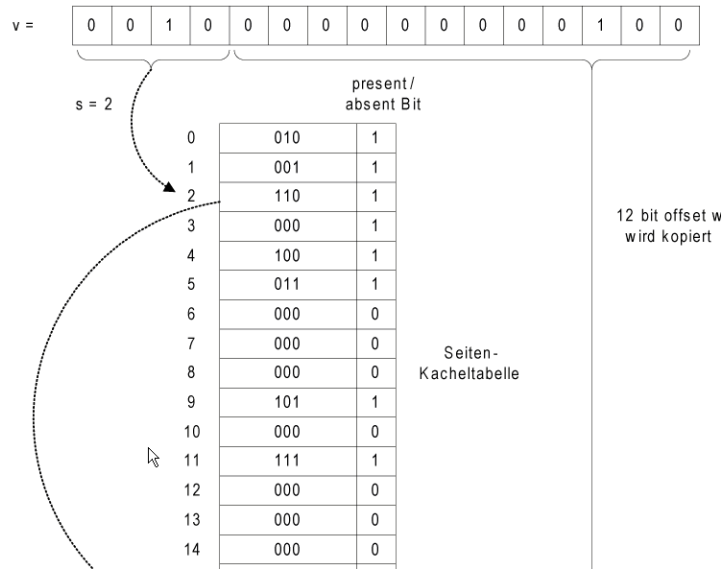 v = 0 0 1 0 0 0 0 0 0 0 0 0 0 1 0 0
s = 2
present / absent Bit
0 010 1
1 001 1
2 110 1
3 000 1
4 100 1
5 011 1
6 000 0
7 000 0
8 000 0
9 101 1
10 000 0
11 111 1
12 000 0
13 000 0
14 000 0
12 bit offset w
wird kopiert
Seiten-
Kacheltabelle